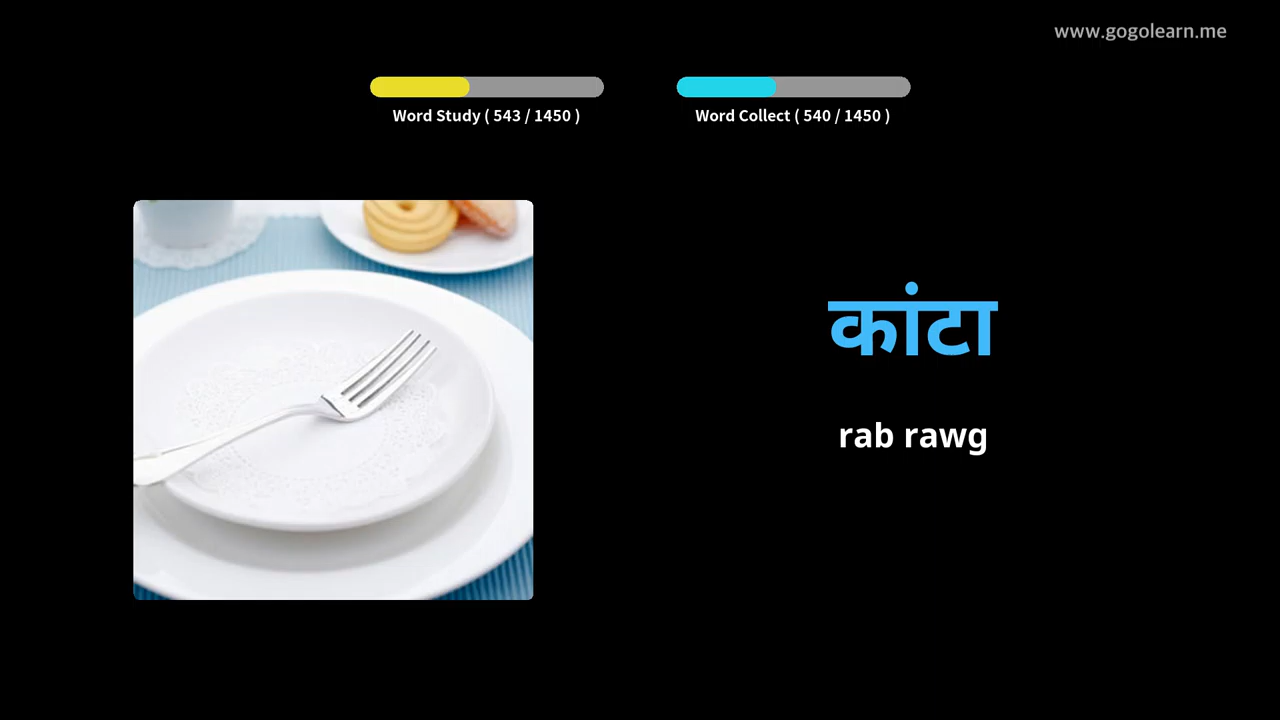 www.gogolearn.me
Word Study ( 543 / 1450 )
Word Collect ( 540 / 1450 )
कांटा
rab rawg